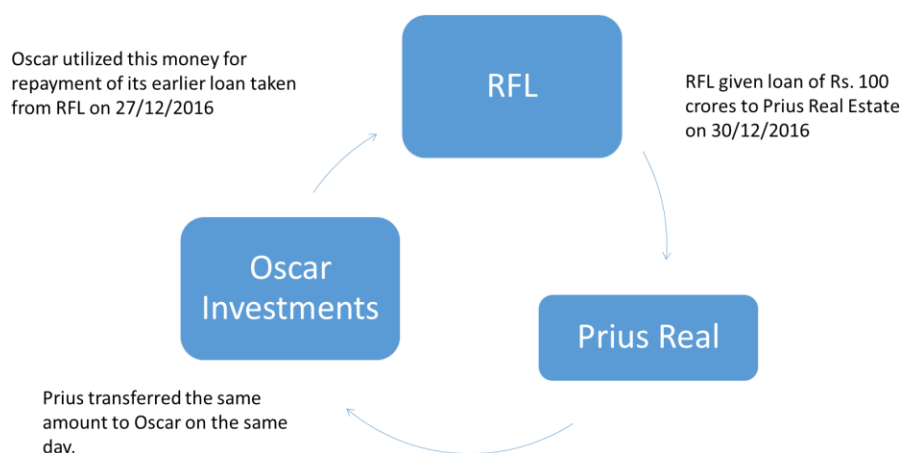 RFL
RFL given loan of Rs. 100
crores to Prius Real Estate
on 30/12/2016
Prius Real
Prius transferred the same
amount to Oscar on the same
day.
Oscar
Investments
Oscar utilized this money for
repayment of its earlier loan taken
from RFL on 27/12/2016